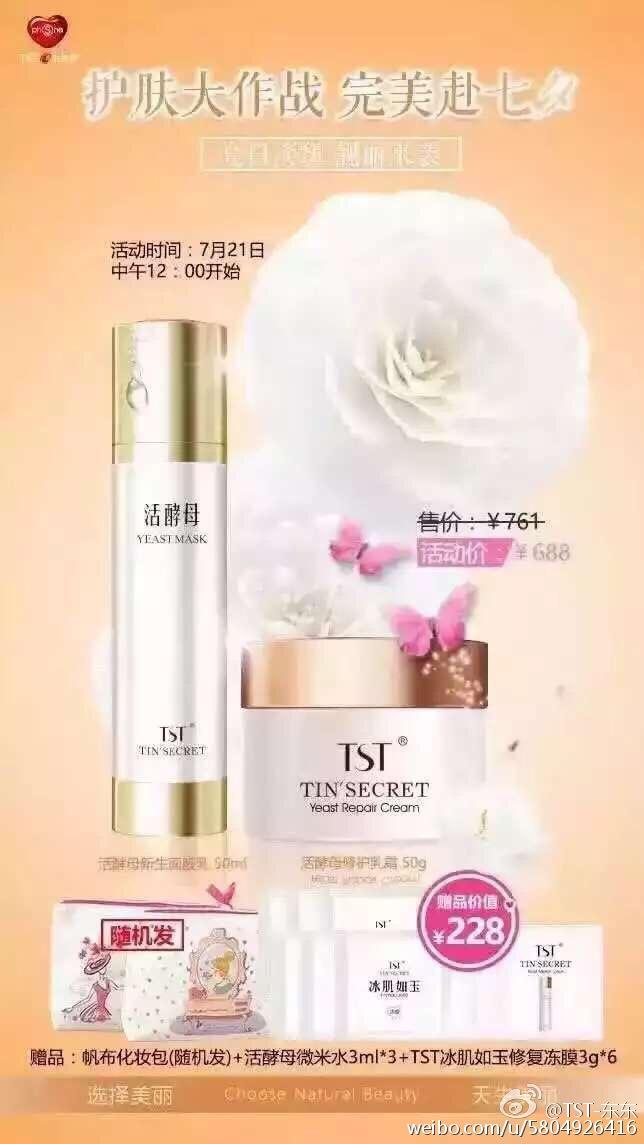 护肤大作战 完美赴七夕
活动时间：7月21日
中午12：00开始
活酵母
YEAST MASK
售价：￥761
活动价：￥688
TST®
TIN'SECRET
TST®
TIN'SECRET
Yeast Repair Cream
活酵母新生面膜乳 50ml
活酵母修护乳霜 50g
赠品价值
¥228
随机发
TST
TIN'SECRET
冰肌如玉
TST
TIN'SECRET
赠品：帆布化妆包(随机发)+活酵母微米水3ml*3+TST冰肌如玉修复冻膜3g*6
选择美丽
Choose Natural Beauty
@TST-东东
weibo.com/u/5804926416